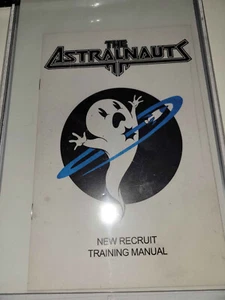 THE
ASTRALNAUTS
NEW RECRUIT
TRAINING MANUAL